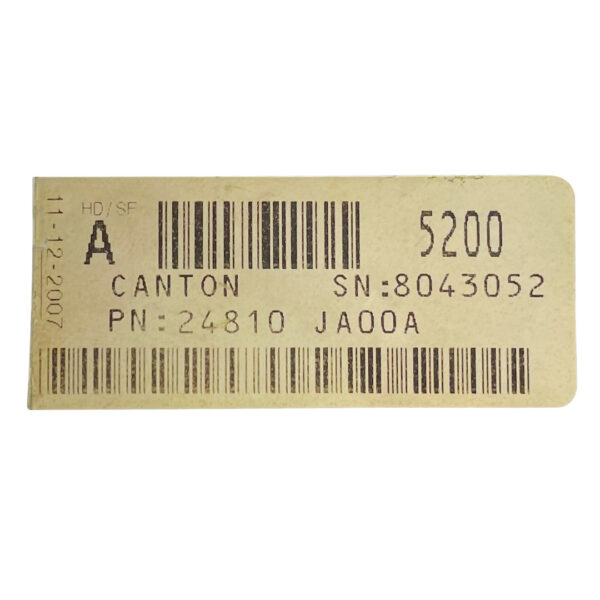 11-12-2007
HD/SF
A
5200
CANTON SN:8043052
PN:24810 JA00A